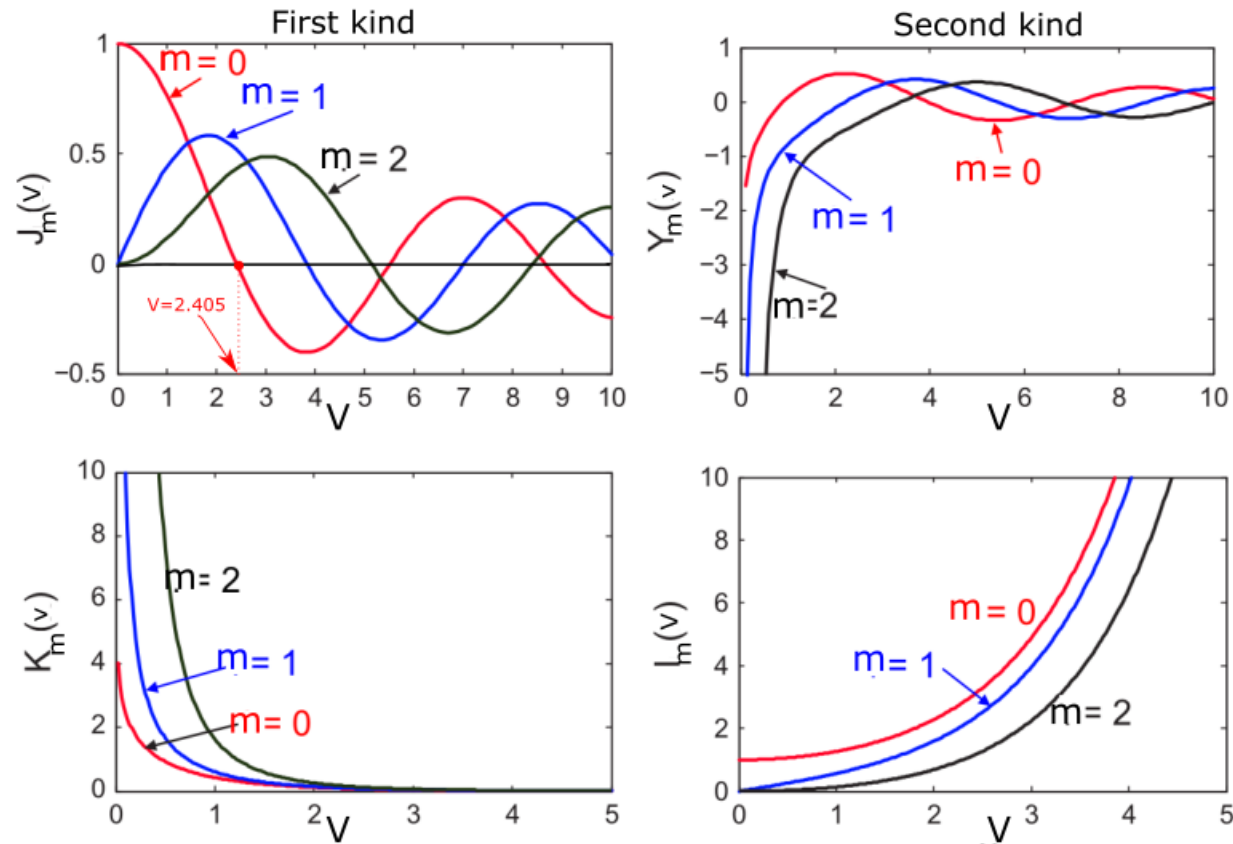 First kind
1
0.5
0
−0.5
J_m(v)
m = 0
m = 1
m = 2
V=2.405
0 1 2 3 4 5 6 7 8 9 10
V
Second kind
1
0
−1
−2
−3
−4
−5
Y_m(v)
m = 0
m = 1
m=2
0 2 4 6 8 10
V
10
8
6
4
2
0
K_m(v)
m= 2
m= 1
m= 0
0 1 2 3 4 5
V
10
8
6
4
2
0
I_m(v)
m = 0
m= 1
m= 2
0 1 2 3 4 5
V